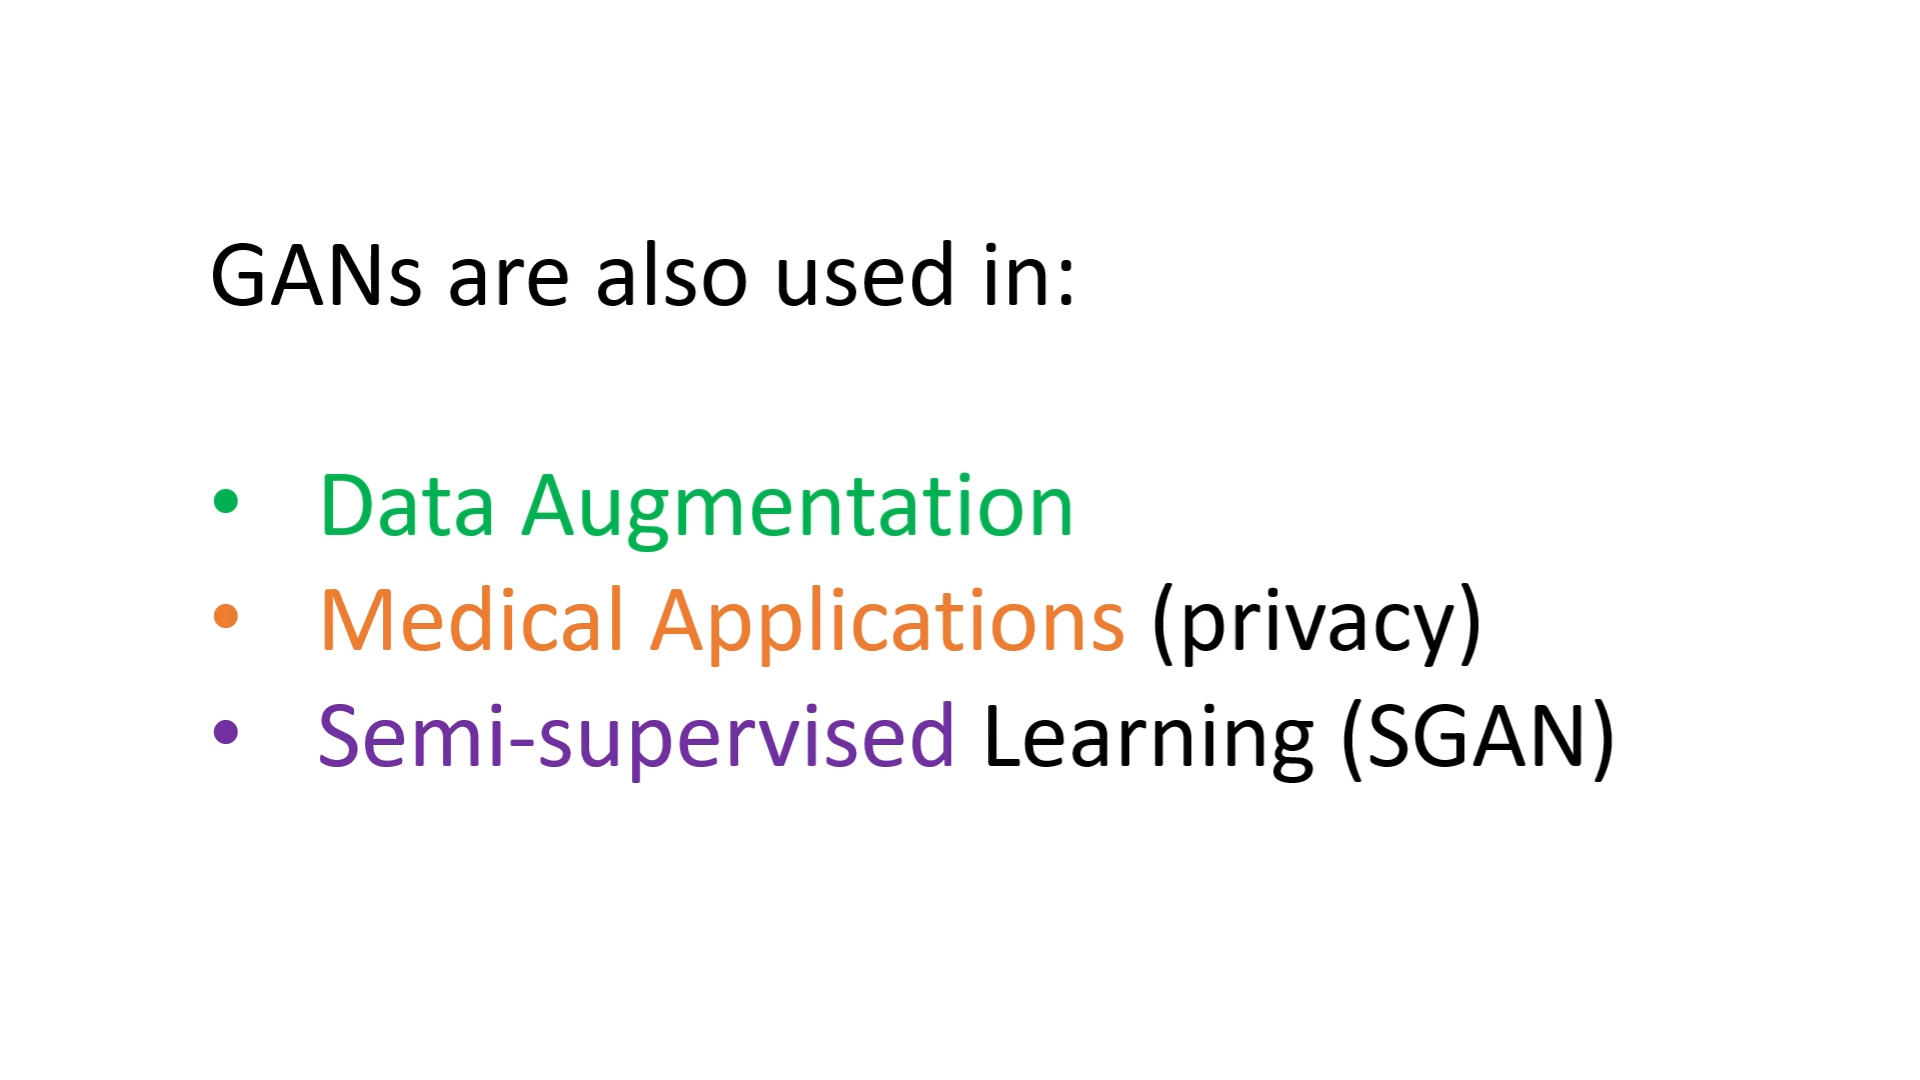 GANs are also used in:
• Data Augmentation
• Medical Applications (privacy)
• Semi-supervised Learning (SGAN)